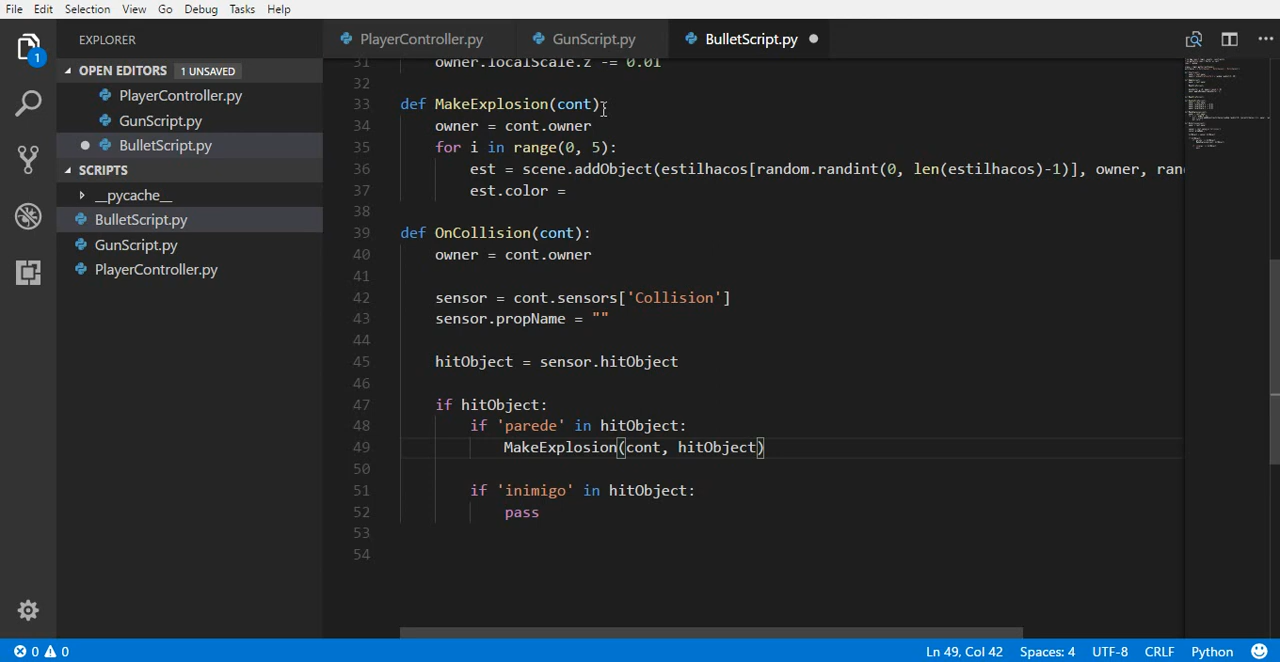 File Edit Selection View Go Debug Tasks Help
EXPLORER
PlayerController.py GunScript.py BulletScript.py
1
OPEN EDITORS 1 UNSAVED
PlayerController.py
GunScript.py
BulletScript.py
SCRIPTS
__pycache__
BulletScript.py
GunScript.py
PlayerController.py
31 owner.localScale.z -= 0.01
32
33 def MakeExplosion(cont):
34 owner = cont.owner
35 for i in range(0, 5):
36 est = scene.addObject(estilhacos[random.randint(0, len(estilhacos)-1)], owner, ran
37 est.color =
38
39 def OnCollision(cont):
40 owner = cont.owner
41
42 sensor = cont.sensors['Collision']
43 sensor.propName = ""
44
45 hitObject = sensor.hitObject
46
47 if hitObject:
48 if 'parede' in hitObject:
49 MakeExplosion(cont, hitObject)
50
51 if 'inimigo' in hitObject:
52 pass
53
54
0 0 Ln 49, Col 42 Spaces: 4 UTF-8 CRLF Python